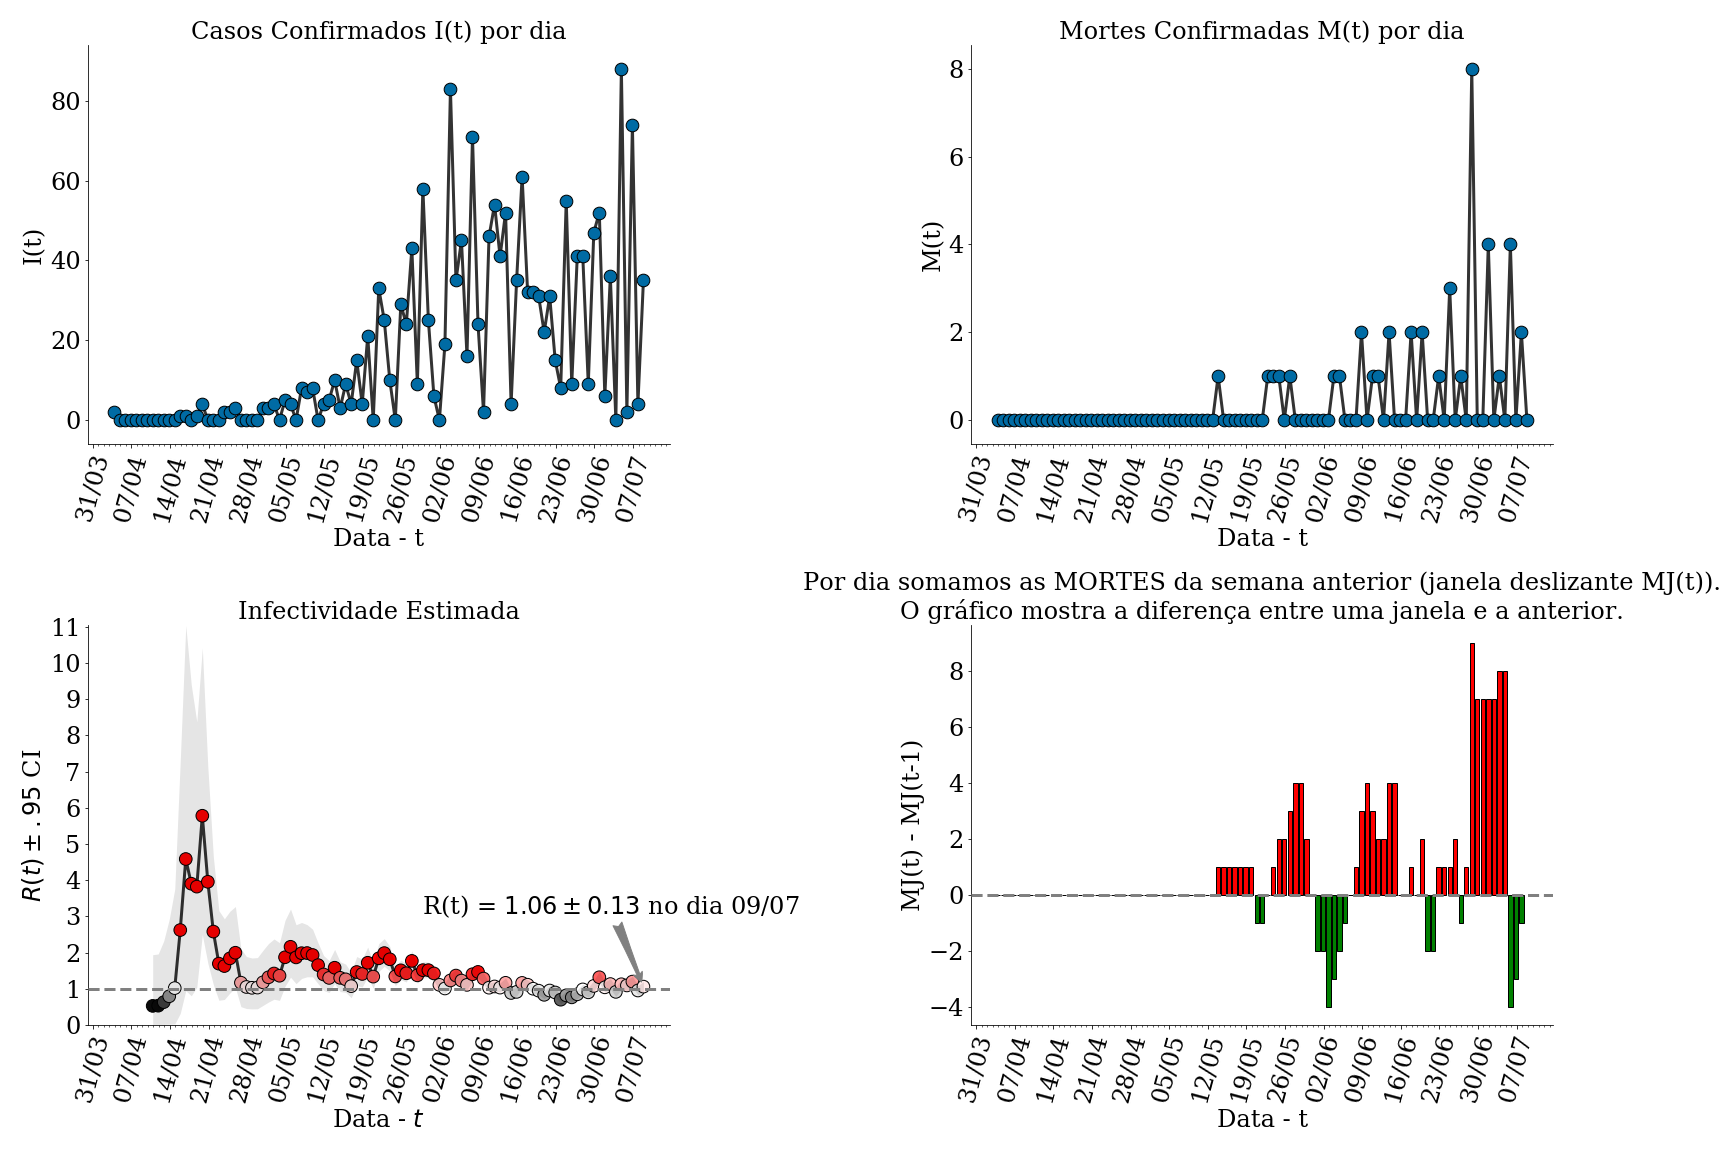 Casos Confirmados I(t) por dia
I(t)
80
60
40
20
0
31/03 07/04 14/04 21/04 28/04 05/05 12/05 19/05 26/05 02/06 09/06 16/06 23/06 30/06 07/07
Data - t
Mortes Confirmadas M(t) por dia
M(t)
8
6
4
2
0
31/03 07/04 14/04 21/04 28/04 05/05 12/05 19/05 26/05 02/06 09/06 16/06 23/06 30/06 07/07
Data - t
Infectividade Estimada
R(t) ± .95 CI
11
10
9
8
7
6
5
4
3
2
1
0
R(t) = 1.06 ± 0.13 no dia 09/07
31/03 07/04 14/04 21/04 28/04 05/05 12/05 19/05 26/05 02/06 09/06 16/06 23/06 30/06 07/07
Data - t
Por dia somamos as MORTES da semana anterior (janela deslizante MJ(t)).
O gráfico mostra a diferença entre uma janela e a anterior.
MJ(t) - MJ(t-1)
8
6
4
2
0
−2
−4
31/03 07/04 14/04 21/04 28/04 05/05 12/05 19/05 26/05 02/06 09/06 16/06 23/06 30/06 07/07
Data - t